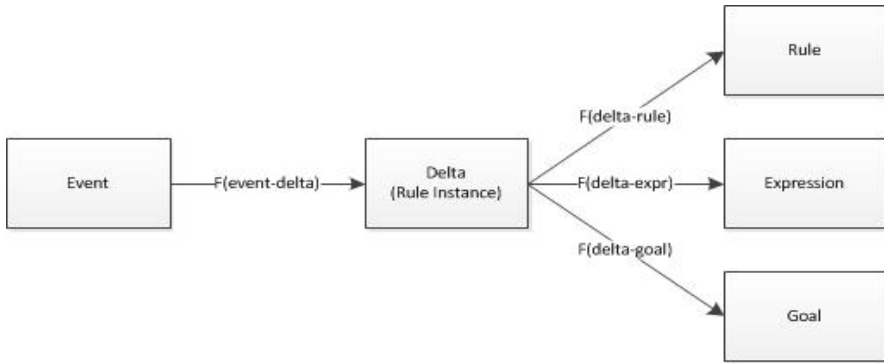 Rule
F(delta-rule)
Event
F(event-delta)
Delta
(Rule Instance)
F(delta-expr)
Expression
F(delta-goal)
Goal